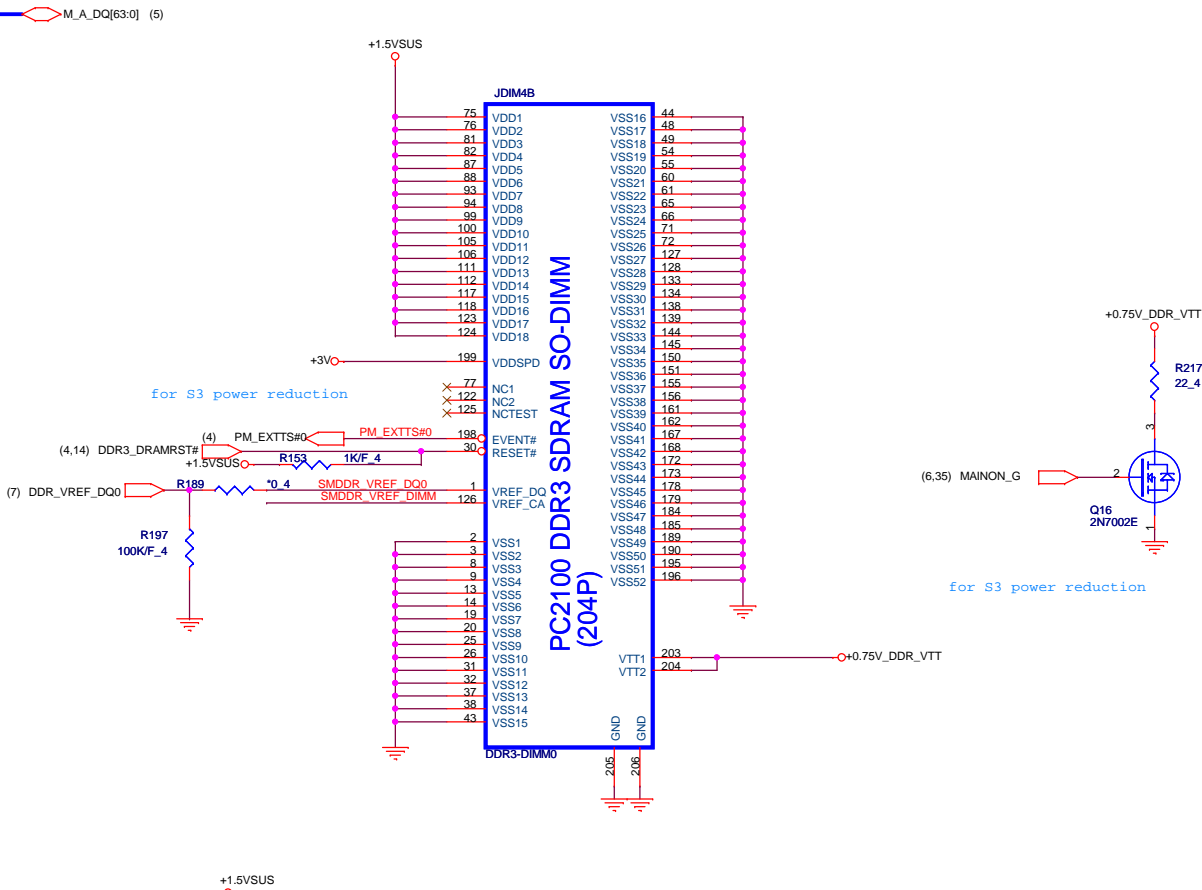 M_A_DQ[63:0] (5)
+1.5VSUS
JDIM4B
75 VDD1
76 VDD2
81 VDD3
82 VDD4
87 VDD5
88 VDD6
93 VDD7
94 VDD8
99 VDD9
100 VDD10
105 VDD11
106 VDD12
111 VDD13
112 VDD14
117 VDD15
118 VDD16
123 VDD17
124 VDD18
+3V 199 VDDSPD
77 NC1
122 NC2
125 NCTEST
for S3 power reduction
(4) PM_EXTTS#0 PM_EXTTS#0 198 EVENT#
(4,14) DDR3_DRAMRST# 30 RESET#
+1.5VSUS R153 1K/F_4
(7) DDR_VREF_DQ0 R189 *0_4 SMDDR_VREF_DQ0 1 VREF_DQ
SMDDR_VREF_DIMM 126 VREF_CA
R197
100K/F_4
2 VSS1
3 VSS2
8 VSS3
9 VSS4
13 VSS5
14 VSS6
19 VSS7
20 VSS8
25 VSS9
26 VSS10
31 VSS11
32 VSS12
37 VSS13
38 VSS14
43 VSS15
PC2100 DDR3 SDRAM SO-DIMM
(204P)
VSS16 44
VSS17 48
VSS18 49
VSS19 54
VSS20 55
VSS21 60
VSS22 61
VSS23 65
VSS24 66
VSS25 71
VSS26 72
VSS27 127
VSS28 128
VSS29 133
VSS30 134
VSS31 138
VSS32 139
VSS33 144
VSS34 145
VSS35 150
VSS36 151
VSS37 155
VSS38 156
VSS39 161
VSS40 162
VSS41 167
VSS42 168
VSS43 172
VSS44 173
VSS45 178
VSS46 179
VSS47 184
VSS48 185
VSS49 189
VSS50 190
VSS51 195
VSS52 196
VTT1 203 +0.75V_DDR_VTT
VTT2 204
GND 205
GND 206
DDR3-DIMM0
+0.75V_DDR_VTT
R217
22_4
3
(6,35) MAINON_G 2
Q16
2N7002E
1
for S3 power reduction
+1.5VSUS